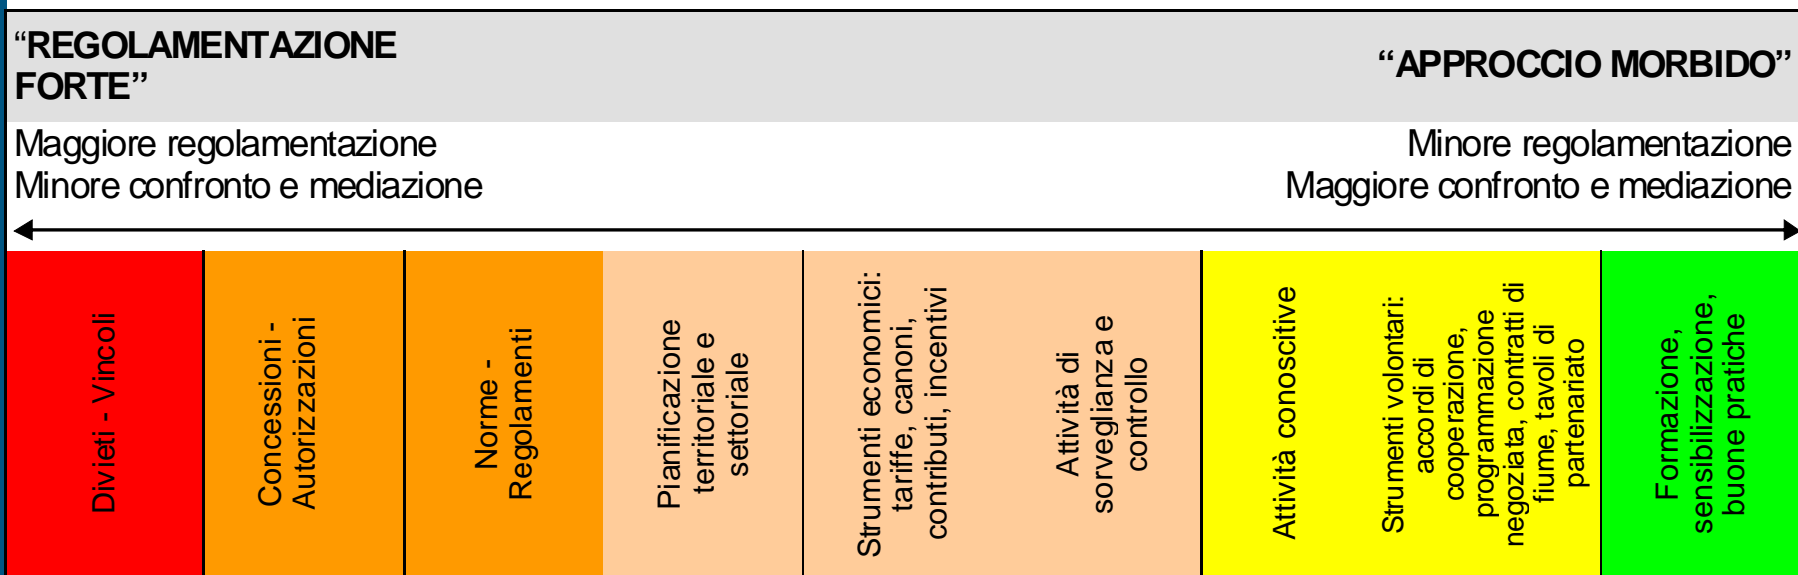 “REGOLAMENTAZIONE
FORTE”
“APPROCCIO MORBIDO”
Maggiore regolamentazione
Minore confronto e mediazione
Minore regolamentazione
Maggiore confronto e mediazione
Divieti - Vincoli
Concessioni -
Autorizzazioni
Norme -
Regolamenti
Pianificazione
territoriale e
settoriale
Strumenti economici:
tariffe, canoni,
contributi, incentivi
Attività di
sorveglianza e
controllo
Attività conoscitive
Strumenti volontari:
accordi di
cooperazione,
programmazione
negoziata, contratti di
fiume, tavoli di
partenariato
Formazione,
sensibilizzazione,
buone pratiche